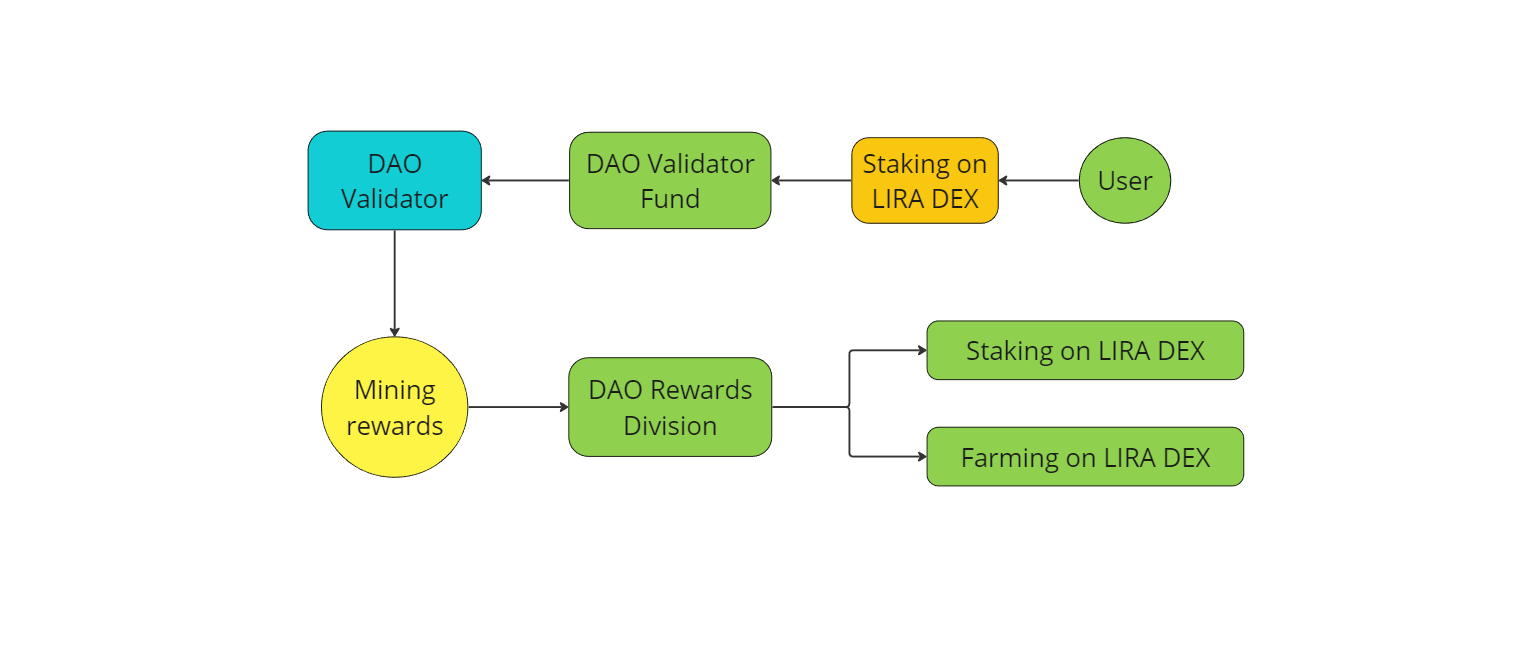 DAO
Validator
DAO Validator
Fund
Staking on
LIRA DEX
User
Mining
rewards
DAO Rewards
Division
Staking on LIRA DEX
Farming on LIRA DEX